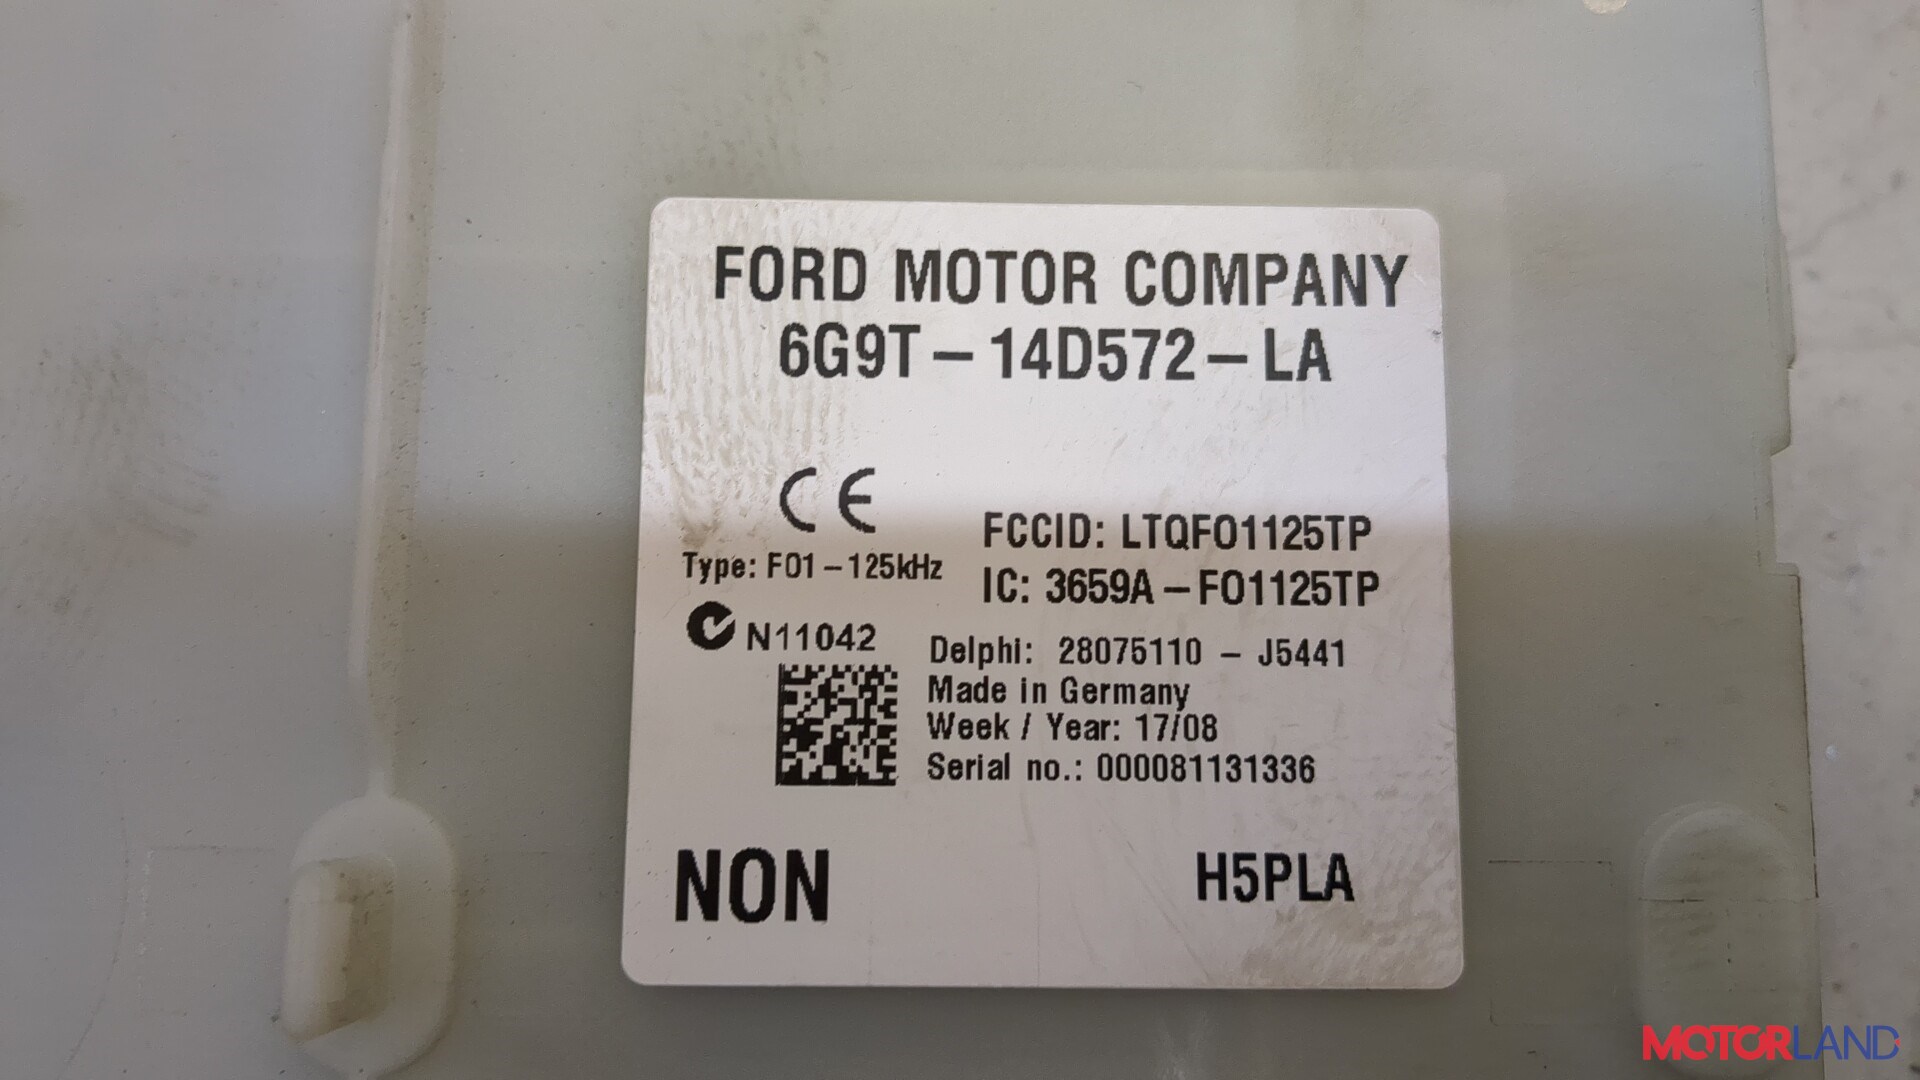 FORD MOTOR COMPANY
6G9T-14D572-LA
CE
FCCID: LTQFO1125TP
Type: FO1-125kHz
IC: 3659A-FO1125TP
N11042
Delphi: 28075110 - J5441
Made in Germany
Week / Year: 17/08
Serial no.: 000081131336
NON
H5PLA
MOTORLAND